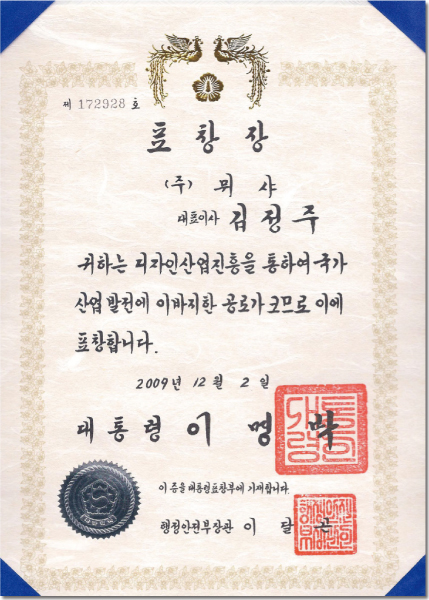 제 172928 호
표 창 장
(주) 뮈 샤
대표이사 김정주
귀하는 디자인산업진흥을 통하여 국가
산업발전에 이바지한 공로가 크므로 이에
표창합니다.
2009년 12월 2일
대통령 이 명 박
이 증을 대통령표창부에 기재합니다.
행정안전부장관 이 달 곤